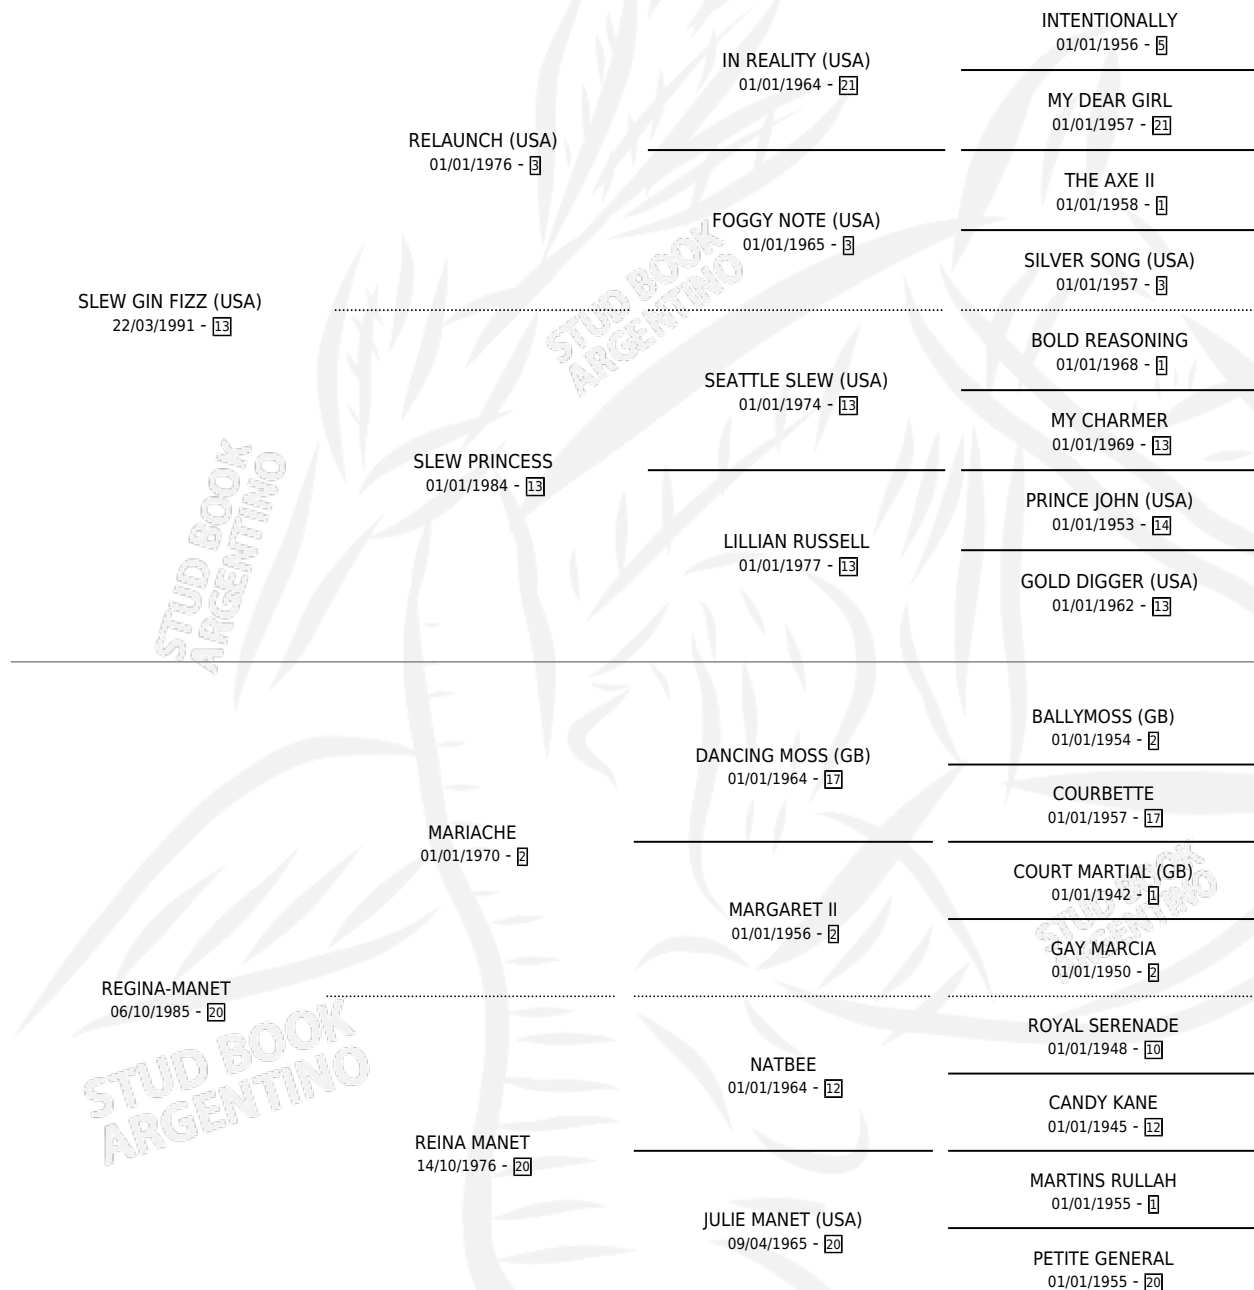 INTENTIONALLY
01/01/1956 - 5
IN REALITY (USA)
01/01/1964 - 21
MY DEAR GIRL
01/01/1957 - 21
RELAUNCH (USA)
01/01/1976 - 3
THE AXE II
01/01/1958 - 1
FOGGY NOTE (USA)
01/01/1965 - 3
SILVER SONG (USA)
01/01/1957 - 3
SLEW GIN FIZZ (USA)
22/03/1991 - 13
BOLD REASONING
01/01/1968 - 1
SEATTLE SLEW (USA)
01/01/1974 - 13
MY CHARMER
01/01/1969 - 13
SLEW PRINCESS
01/01/1984 - 13
PRINCE JOHN (USA)
01/01/1953 - 14
LILLIAN RUSSELL
01/01/1977 - 13
GOLD DIGGER (USA)
01/01/1962 - 13
BALLYMOSS (GB)
01/01/1954 - 2
DANCING MOSS (GB)
01/01/1964 - 17
COURBETTE
01/01/1957 - 17
MARIACHE
01/01/1970 - 2
COURT MARTIAL (GB)
01/01/1942 - 1
MARGARET II
01/01/1956 - 2
GAY MARCIA
01/01/1950 - 2
REGINA-MANET
06/10/1985 - 20
ROYAL SERENADE
01/01/1948 - 10
NATBEE
01/01/1964 - 12
CANDY KANE
01/01/1945 - 12
REINA MANET
14/10/1976 - 20
MARTINS RULLAH
01/01/1955 - 1
JULIE MANET (USA)
09/04/1965 - 20
PETITE GENERAL
01/01/1955 - 20
STUD BOOK
ARGENTINO
STUD BOOK
ARGENTINO
STUD BOOK
ARGENTINO
STUD BOOK
ARGENTINO